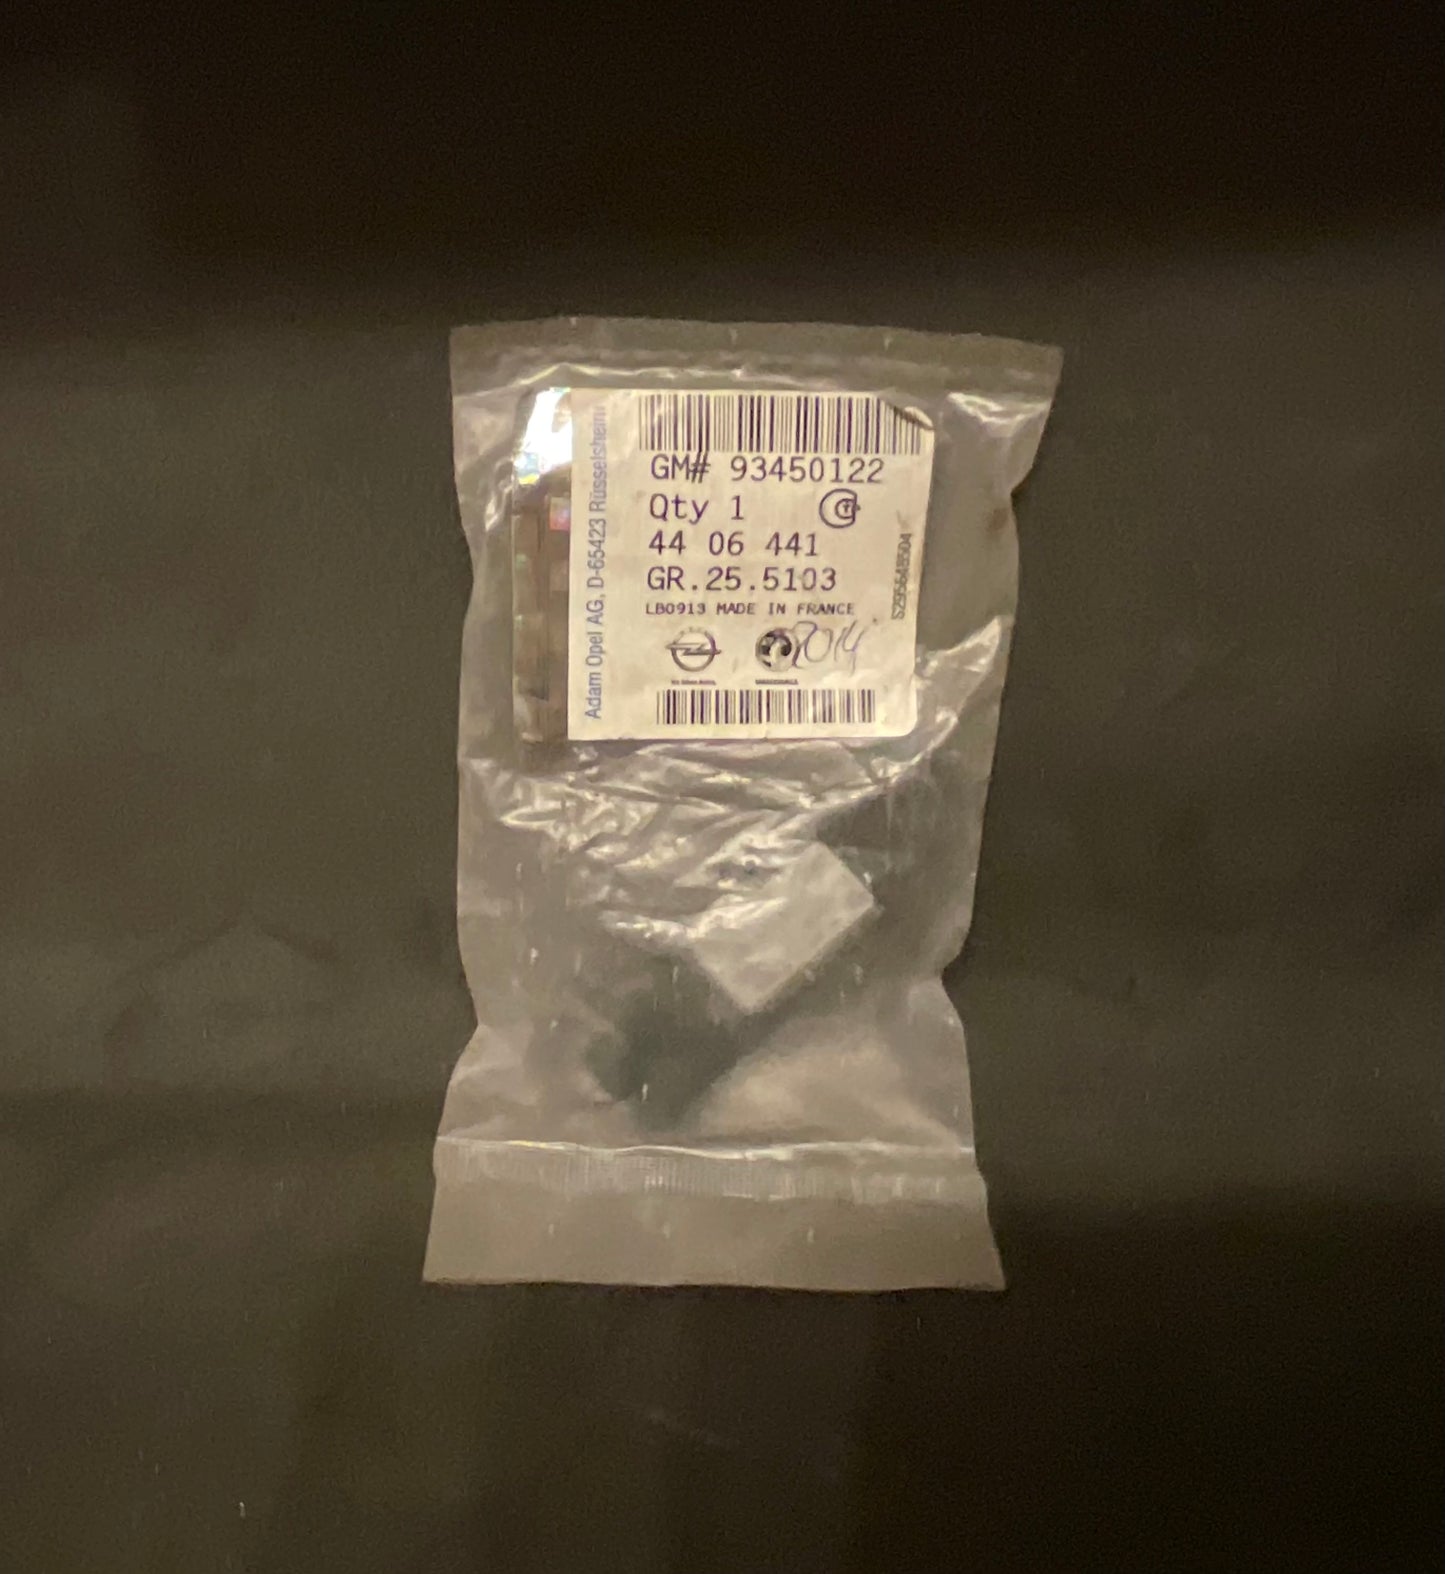 GM# 93450122
Qty 1
44 06 441
GR.25.5103
LB0913 MADE IN FRANCE
2014
Adam Opel AG, D-65423 Rüsselsheim